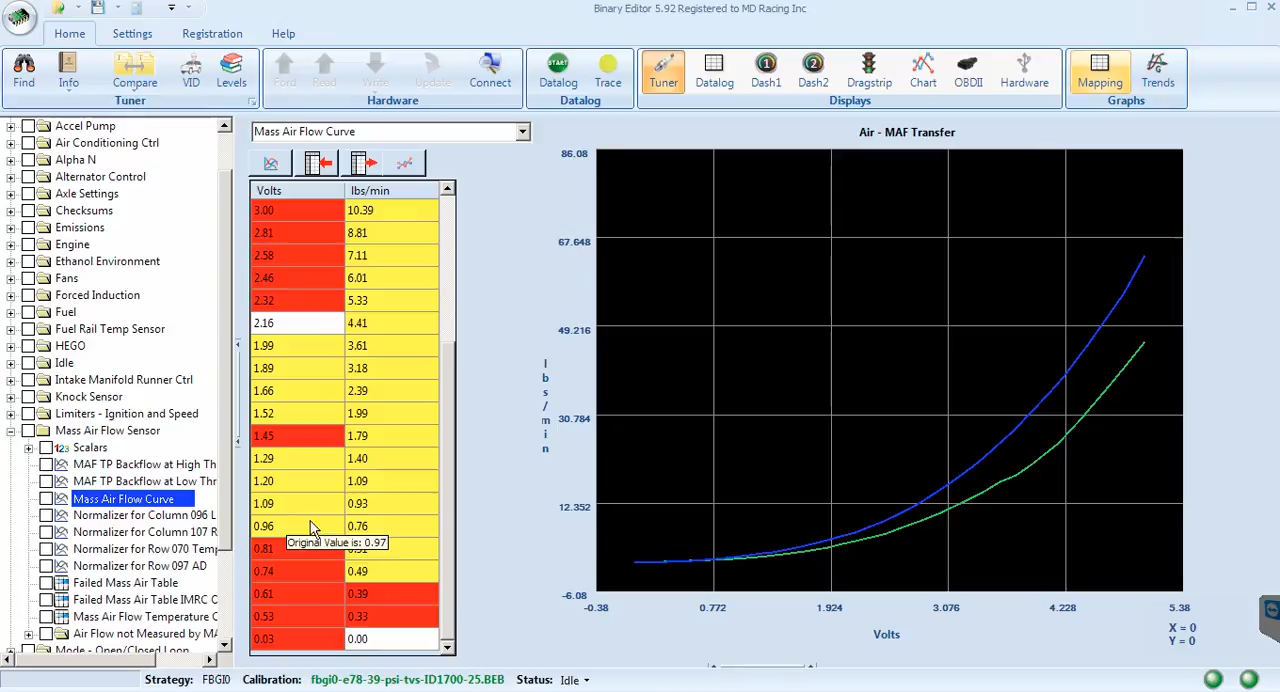 Binary Editor 5.92 Registered to MD Racing Inc
Home Settings Registration Help
Find Info Compare VID Levels
Ford Read Write Update Connect
Datalog Trace
Tuner Datalog Dash1 Dash2 Dragstrip Chart OBDII Hardware
Mapping Trends
Tuner Hardware Datalog Displays Graphs
Accel Pump
Air Conditioning Ctrl
Alpha N
Alternator Control
Axle Settings
Checksums
Emissions
Engine
Ethanol Environment
Fans
Forced Induction
Fuel
Fuel Rail Temp Sensor
HEGO
Idle
Intake Manifold Runner Ctrl
Knock Sensor
Limiters - Ignition and Speed
Mass Air Flow Sensor
123 Scalars
MAF TP Backflow at High Th
MAF TP Backflow at Low Thr
Mass Air Flow Curve
Normalizer for Column 096 L
Normalizer for Column 107 R
Normalizer for Row 070 Temp
Normalizer for Row 097 AD
Failed Mass Air Table
Failed Mass Air Table IMRC C
Mass Air Flow Temperature C
Air Flow not Measured by MA
Mode - Open/Closed Loop
Mass Air Flow Curve
Volts lbs/min
3.00 10.39
2.81 8.81
2.58 7.11
2.46 6.01
2.32 5.33
2.16 4.41
1.99 3.61
1.89 3.18
1.66 2.39
1.52 1.99
1.45 1.79
1.29 1.40
1.20 1.09
1.09 0.93
0.96 0.76
Original Value is: 0.97
0.81
0.74 0.49
0.61 0.39
0.53 0.33
0.03 0.00
Air - MAF Transfer
86.08
67.648
49.216
30.784
12.352
-6.08
lbs/min
-0.38 0.772 1.924 3.076 4.228 5.38
Volts
X = 0
Y = 0
Strategy: FBGI0 Calibration: fbgi0-e78-39-psi-tvs-ID1700-25.BEB Status: Idle